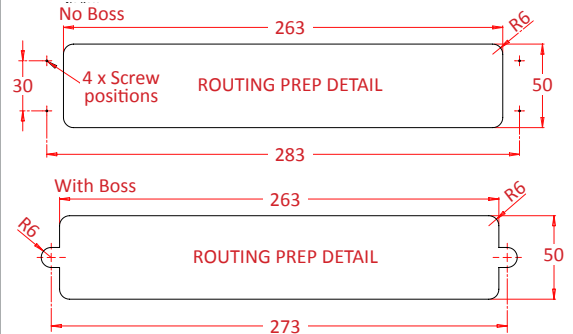 No Boss
263
R6
30
4 x Screw
positions
ROUTING PREP DETAIL
50
283
With Boss
263
R6
R6
ROUTING PREP DETAIL
50
273